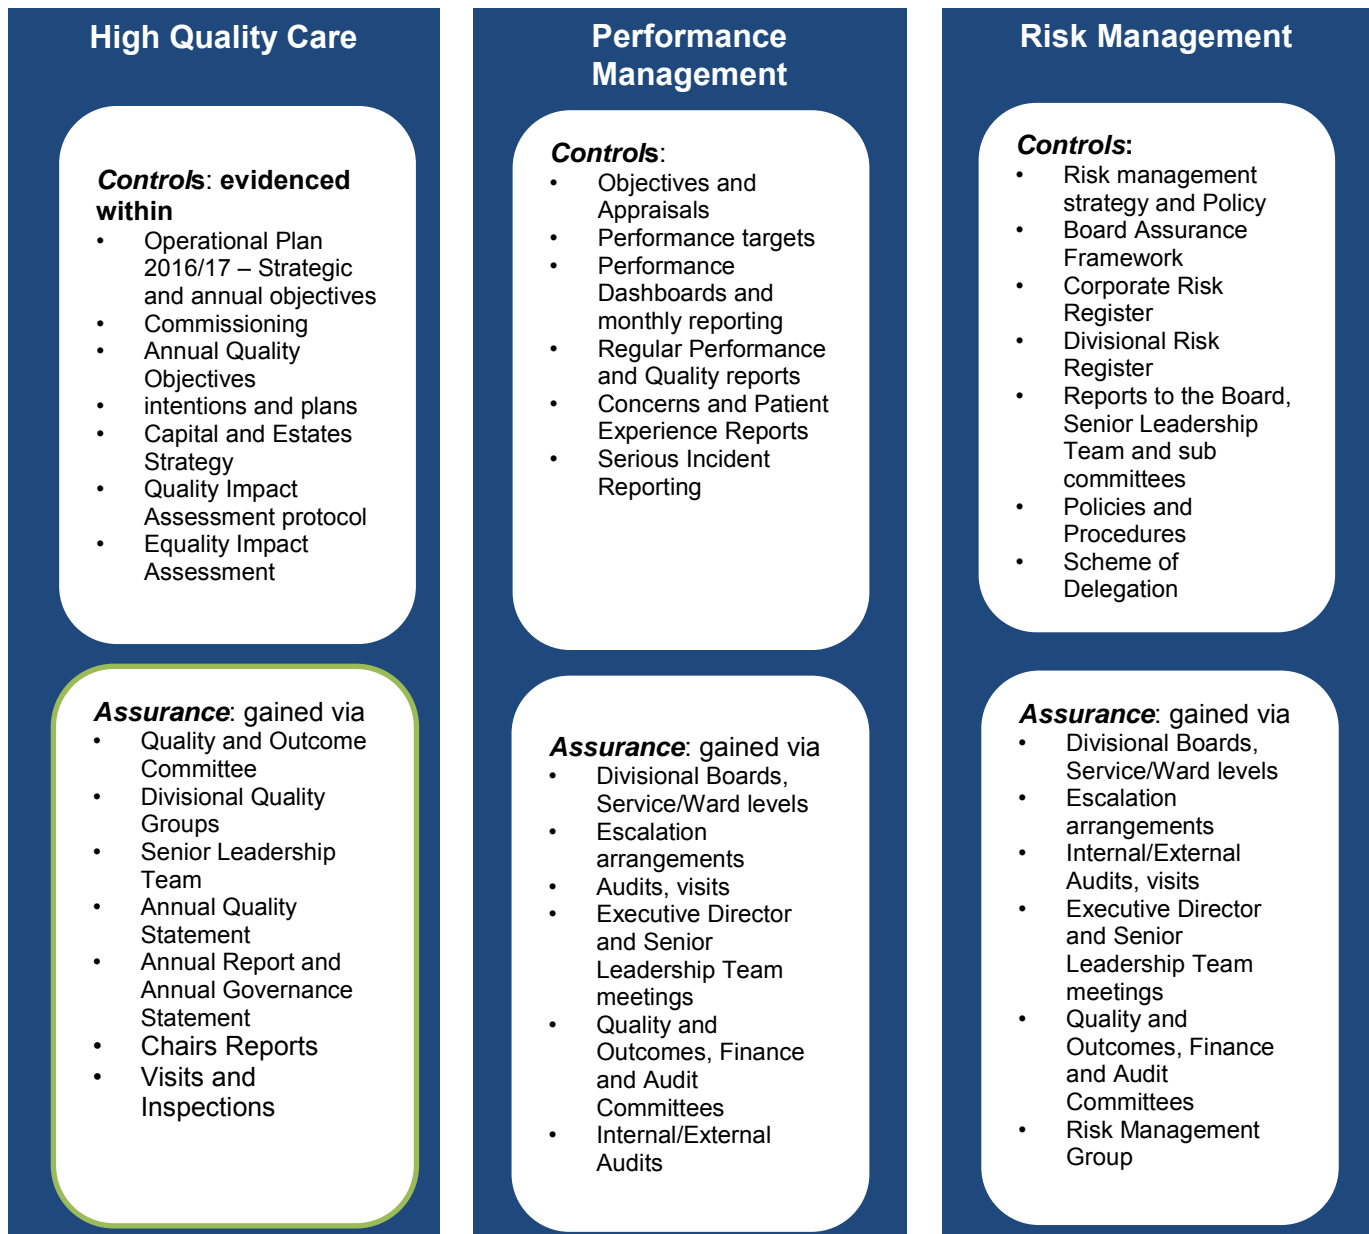 High Quality Care
Controls: evidenced
within
• Operational Plan
2016/17 – Strategic
and annual objectives
• Commissioning
• Annual Quality
Objectives
• intentions and plans
• Capital and Estates
Strategy
• Quality Impact
Assessment protocol
• Equality Impact
Assessment
Assurance: gained via
• Quality and Outcome
Committee
• Divisional Quality
Groups
• Senior Leadership
Team
• Annual Quality
Statement
• Annual Report and
Annual Governance
Statement
• Chairs Reports
• Visits and
Inspections
Performance
Management
Controls:
• Objectives and
Appraisals
• Performance targets
• Performance
Dashboards and
monthly reporting
• Regular Performance
and Quality reports
• Concerns and Patient
Experience Reports
• Serious Incident
Reporting
Assurance: gained via
• Divisional Boards,
Service/Ward levels
• Escalation
arrangements
• Audits, visits
• Executive Director
and Senior
Leadership Team
meetings
• Quality and
Outcomes, Finance
and Audit
Committees
• Internal/External
Audits
Risk Management
Controls:
• Risk management
strategy and Policy
• Board Assurance
Framework
• Corporate Risk
Register
• Divisional Risk
Register
• Reports to the Board,
Senior Leadership
Team and sub
committees
• Policies and
Procedures
• Scheme of
Delegation
Assurance: gained via
• Divisional Boards,
Service/Ward levels
• Escalation
arrangements
• Internal/External
Audits, visits
• Executive Director
and Senior
Leadership Team
meetings
• Quality and
Outcomes, Finance
and Audit
Committees
• Risk Management
Group